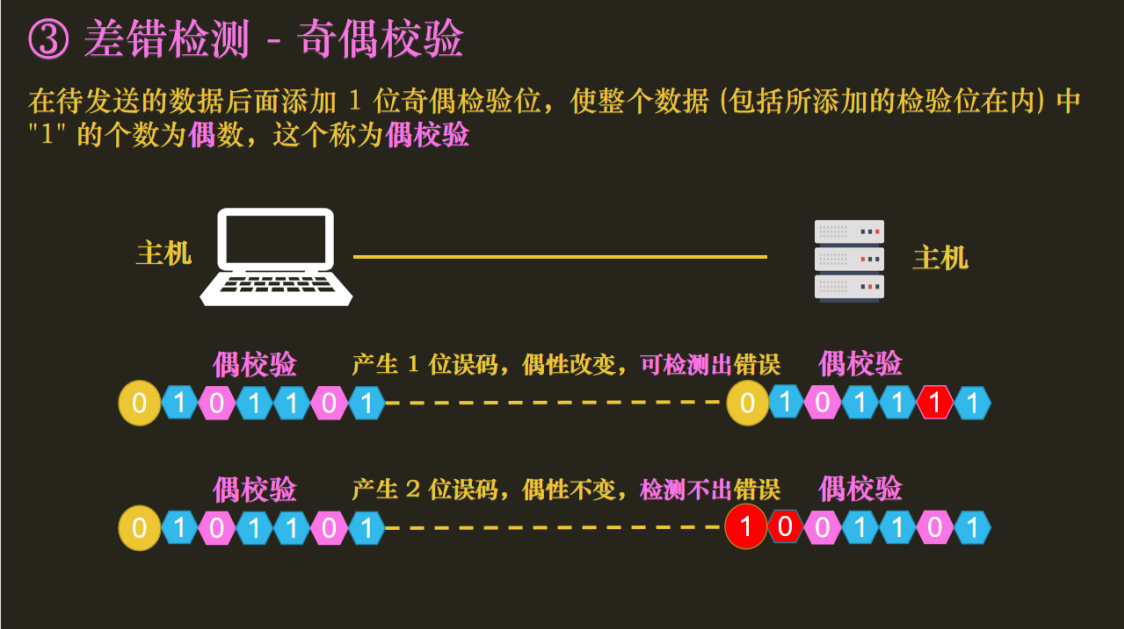 ③ 差错检测 - 奇偶校验
在待发送的数据后面添加 1 位奇偶检验位，使整个数据 (包括所添加的检验位在内) 中
"1" 的个数为偶数，这个称为偶校验
主机
主机
偶校验 产生 1 位误码，偶性改变，可检测出错误 偶校验
0 1 0 1 1 0 1 0 1 0 1 1 1 1
偶校验 产生 2 位误码，偶性不变，检测不出错误 偶校验
0 1 0 1 1 0 1 1 0 0 1 1 0 1